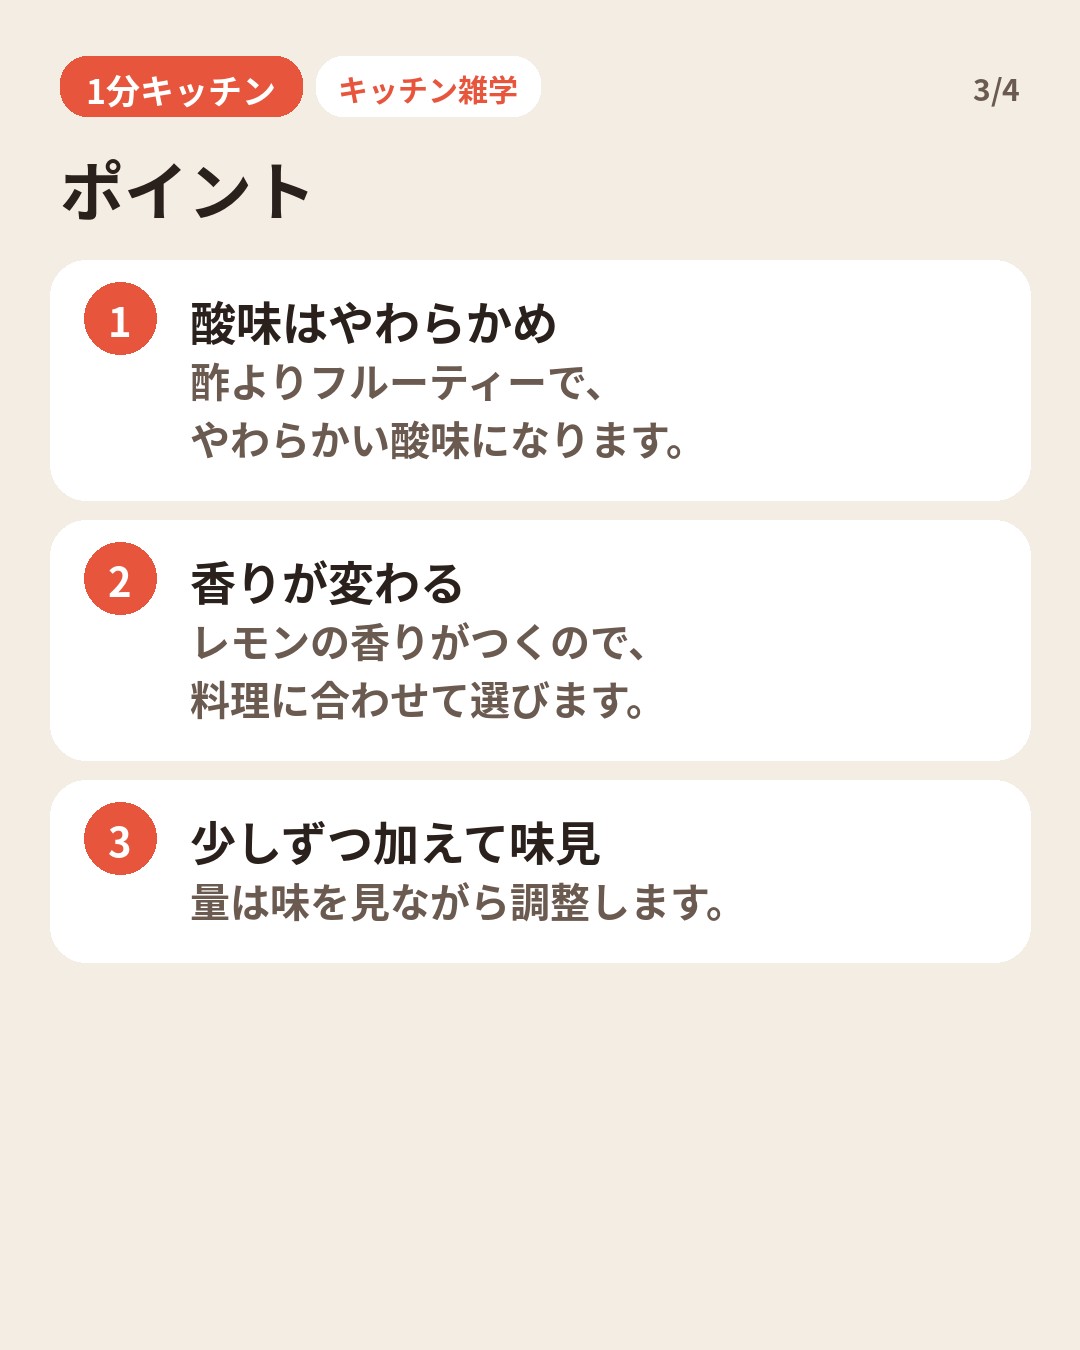 1分キッチン
キッチン雑学
3/4
ポイント
1
酸味はやわらかめ
酢よりフルーティーで、
やわらかい酸味になります。
2
香りが変わる
レモンの香りがつくので、
料理に合わせて選びます。
3
少しずつ加えて味見
量は味を見ながら調整します。